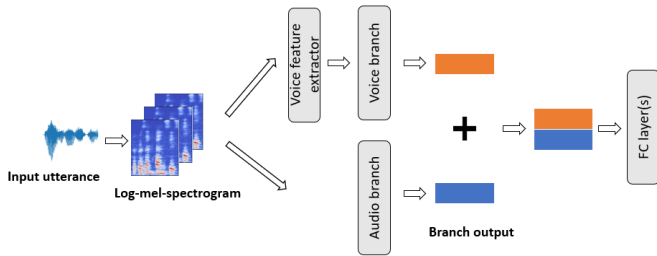 Input utterance
Log-mel-spectrogram
Voice feature
extractor
Voice branch
Audio branch
+
Branch output
FC layer(s)